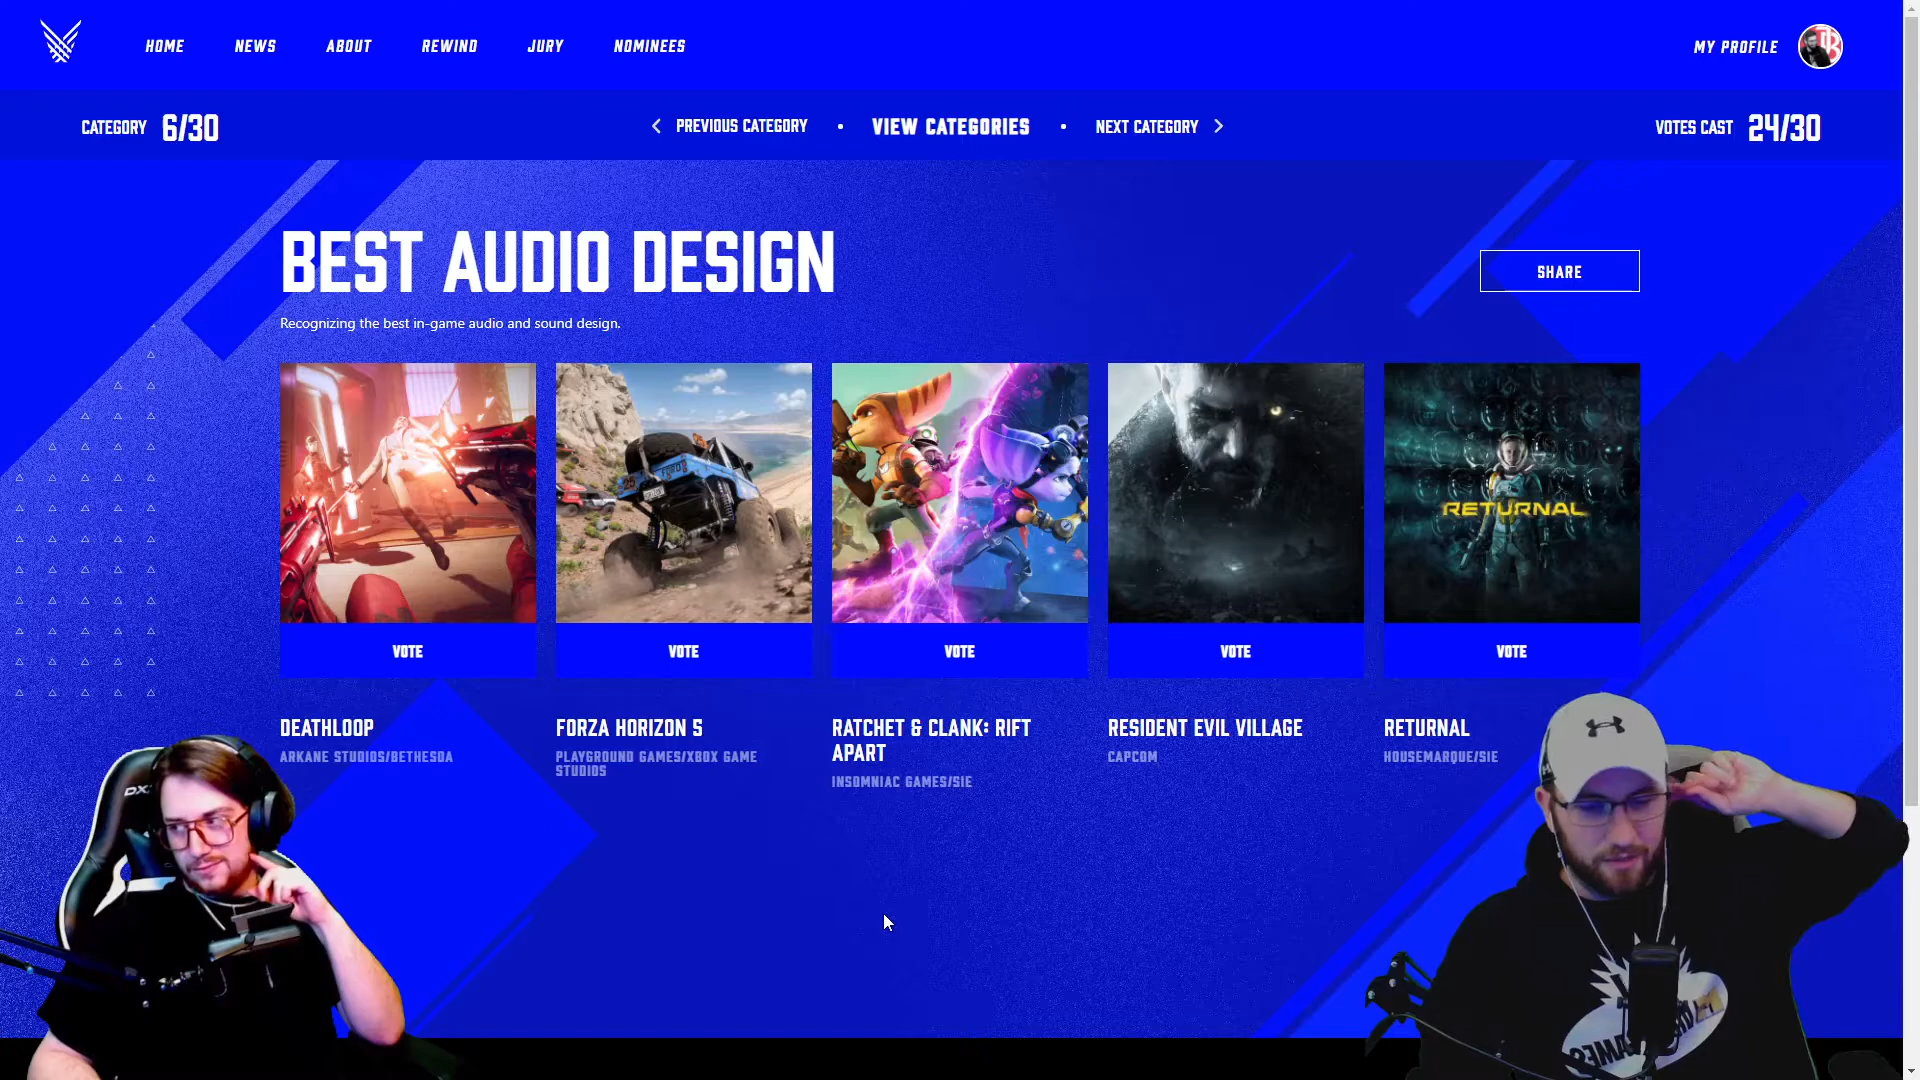 HOME NEWS ABOUT REWIND JURY NOMINEES MY PROFILE
CATEGORY 6/30 PREVIOUS CATEGORY • VIEW CATEGORIES • NEXT CATEGORY VOTES CAST 24/30
BEST AUDIO DESIGN
SHARE
Recognizing the best in-game audio and sound design.
RETURNAL
VOTE VOTE VOTE VOTE VOTE
DEATHLOOP
ARKANE STUDIOS/BETHESDA
FORZA HORIZON 5
PLAYGROUND GAMES/XBOX GAME
STUDIOS
RATCHET & CLANK: RIFT
APART
INSOMNIAC GAMES/SIE
RESIDENT EVIL VILLAGE
CAPCOM
RETURNAL
HOUSEMARQUE/SIE